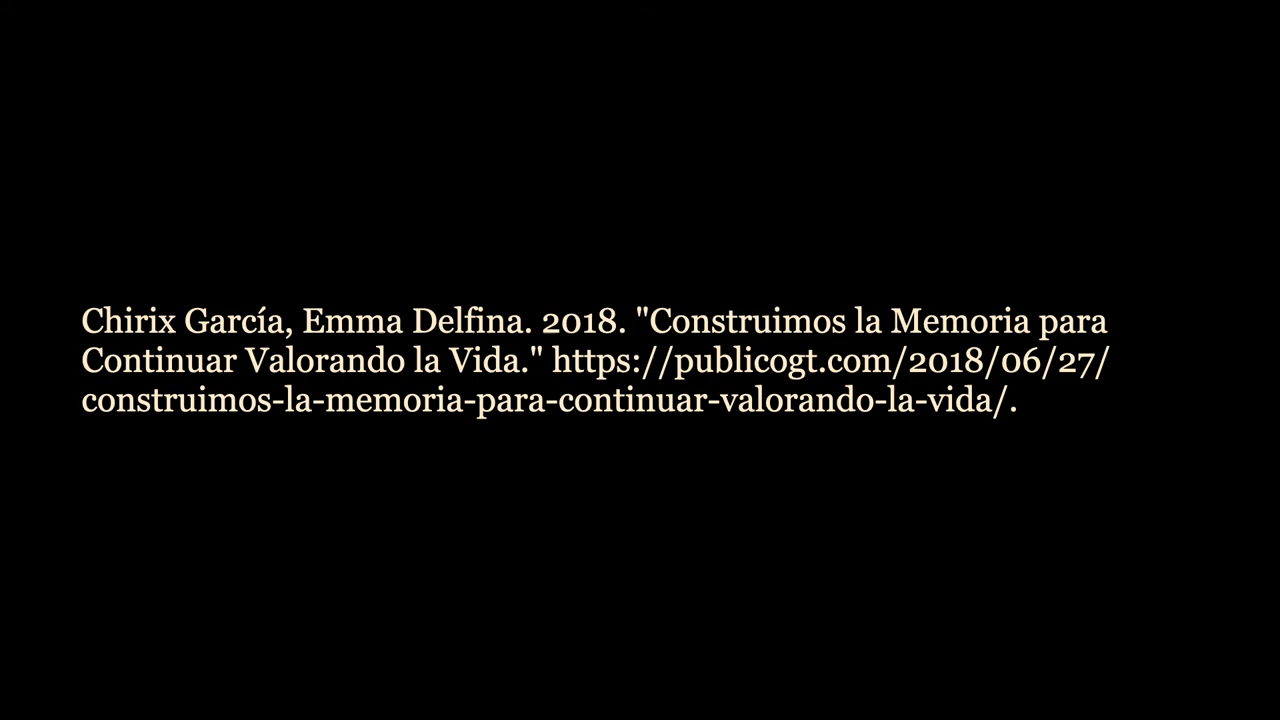 Chirix García, Emma Delfina. 2018. "Construimos la Memoria para
Continuar Valorando la Vida." https://publicogt.com/2018/06/27/
construimos-la-memoria-para-continuar-valorando-la-vida/.